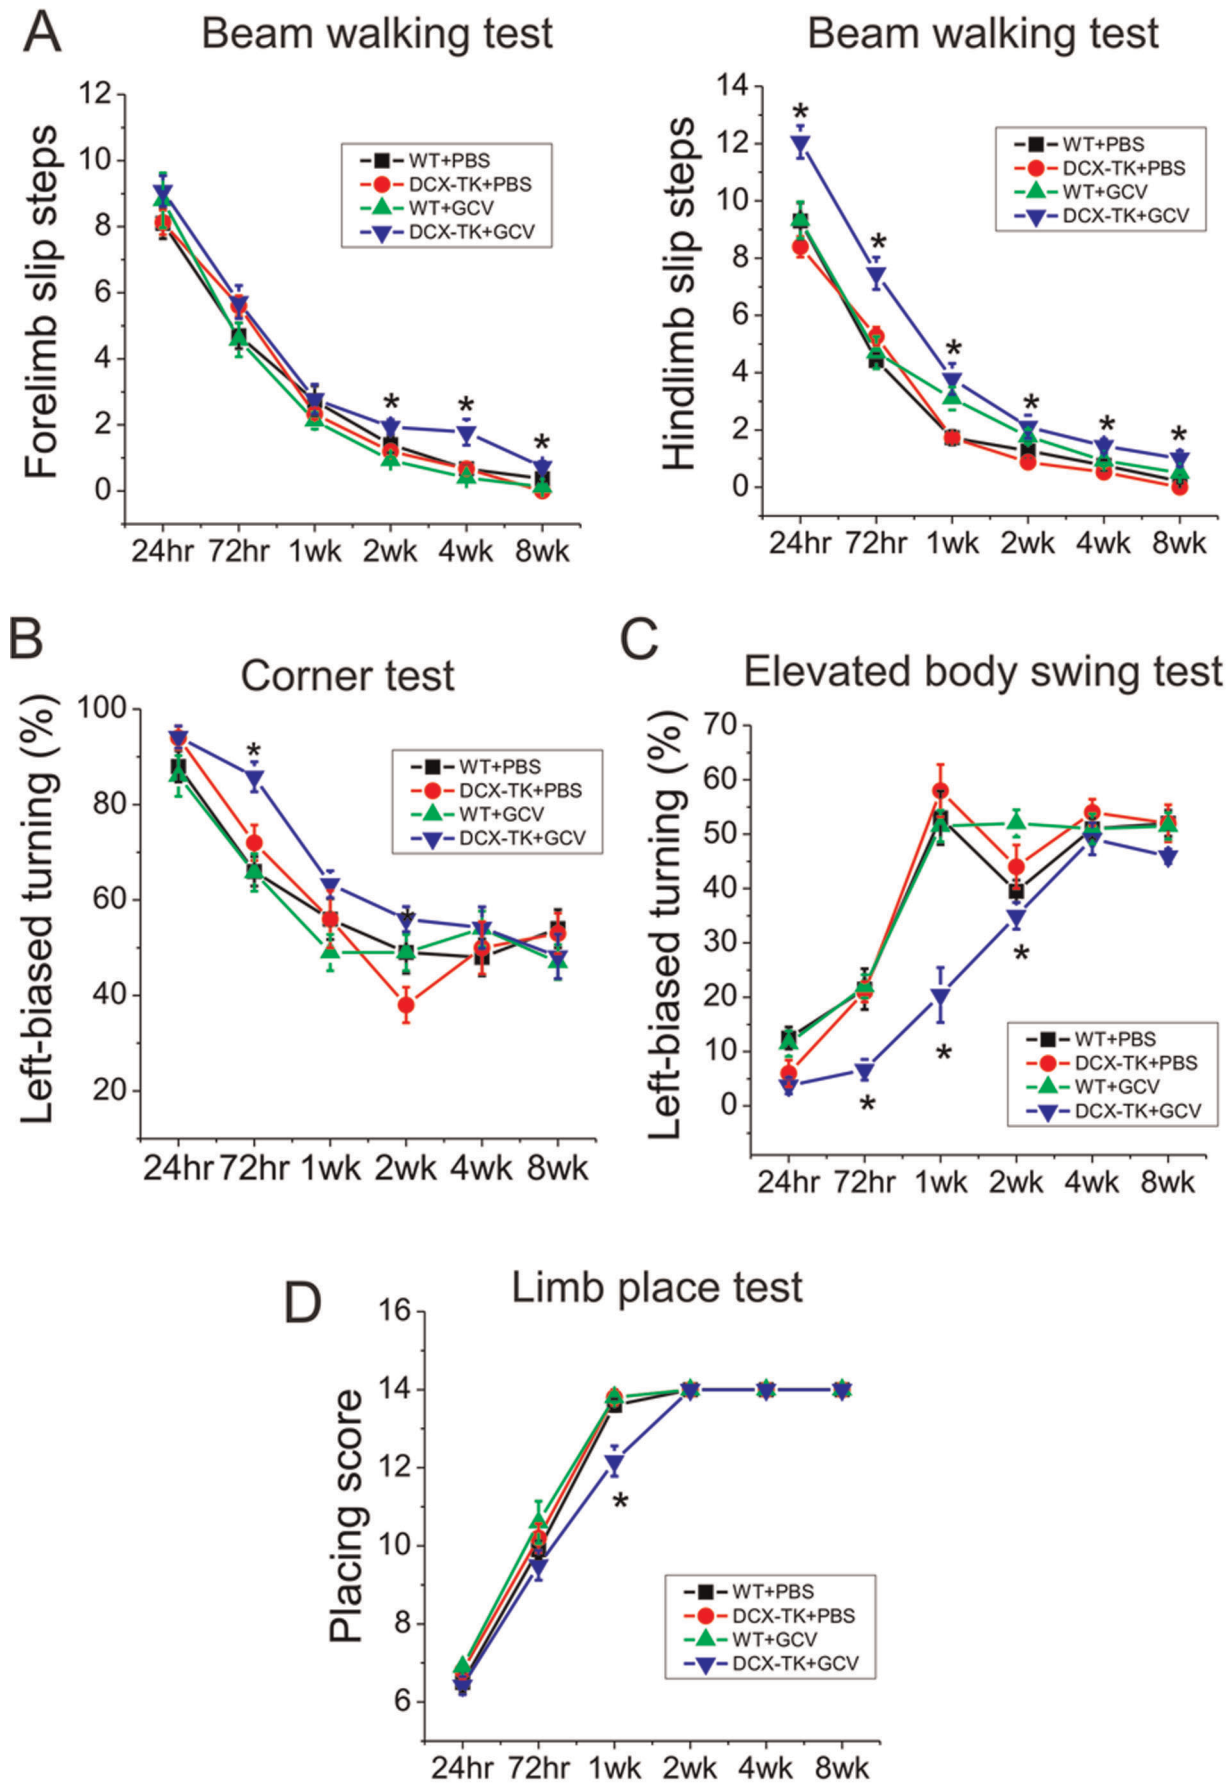 A
Beam walking test
Forelimb slip steps
12
10
8
6
4
2
0
WT+PBS
DCX-TK+PBS
WT+GCV
DCX-TK+GCV
*
*
*
24hr 72hr 1wk 2wk 4wk 8wk
Beam walking test
Hindlimb slip steps
14
12
10
8
6
4
2
0
WT+PBS
DCX-TK+PBS
WT+GCV
DCX-TK+GCV
*
*
*
*
*
*
24hr 72hr 1wk 2wk 4wk 8wk
B
Corner test
Left-biased turning (%)
100
80
60
40
20
WT+PBS
DCX-TK+PBS
WT+GCV
DCX-TK+GCV
*
*
24hr 72hr 1wk 2wk 4wk 8wk
C
Elevated body swing test
Left-biased turning (%)
70
60
50
40
30
20
10
0
WT+PBS
DCX-TK+PBS
WT+GCV
DCX-TK+GCV
*
*
*
24hr 72hr 1wk 2wk 4wk 8wk
D
Limb place test
Placing score
16
14
12
10
8
6
WT+PBS
DCX-TK+PBS
WT+GCV
DCX-TK+GCV
*
24hr 72hr 1wk 2wk 4wk 8wk